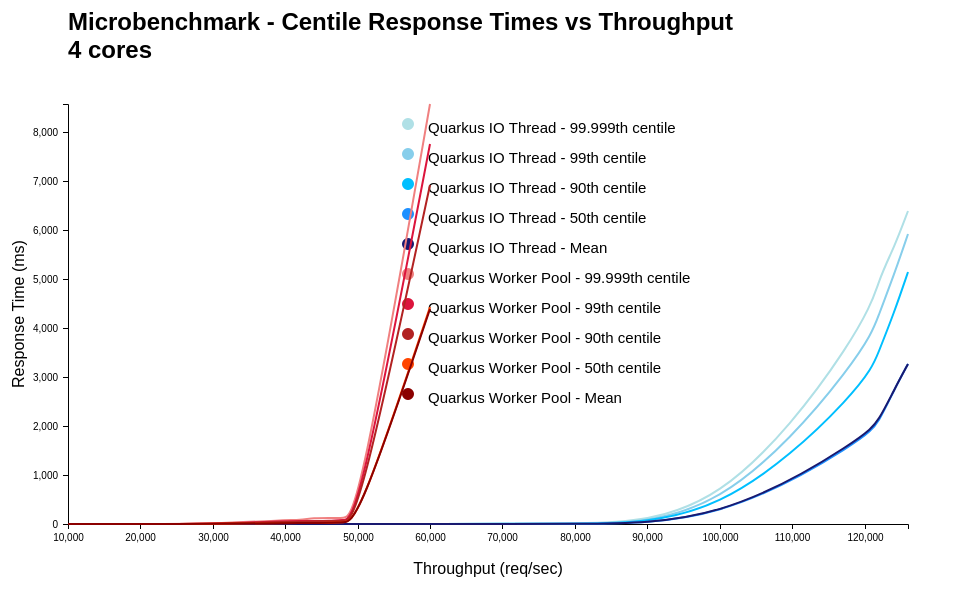 Microbenchmark - Centile Response Times vs Throughput
4 cores
Response Time (ms)
8,000
7,000
6,000
5,000
4,000
3,000
2,000
1,000
0
Quarkus IO Thread - 99.999th centile
Quarkus IO Thread - 99th centile
Quarkus IO Thread - 90th centile
Quarkus IO Thread - 50th centile
Quarkus IO Thread - Mean
Quarkus Worker Pool - 99.999th centile
Quarkus Worker Pool - 99th centile
Quarkus Worker Pool - 90th centile
Quarkus Worker Pool - 50th centile
Quarkus Worker Pool - Mean
10,000 20,000 30,000 40,000 50,000 60,000 70,000 80,000 90,000 100,000 110,000 120,000
Throughput (req/sec)